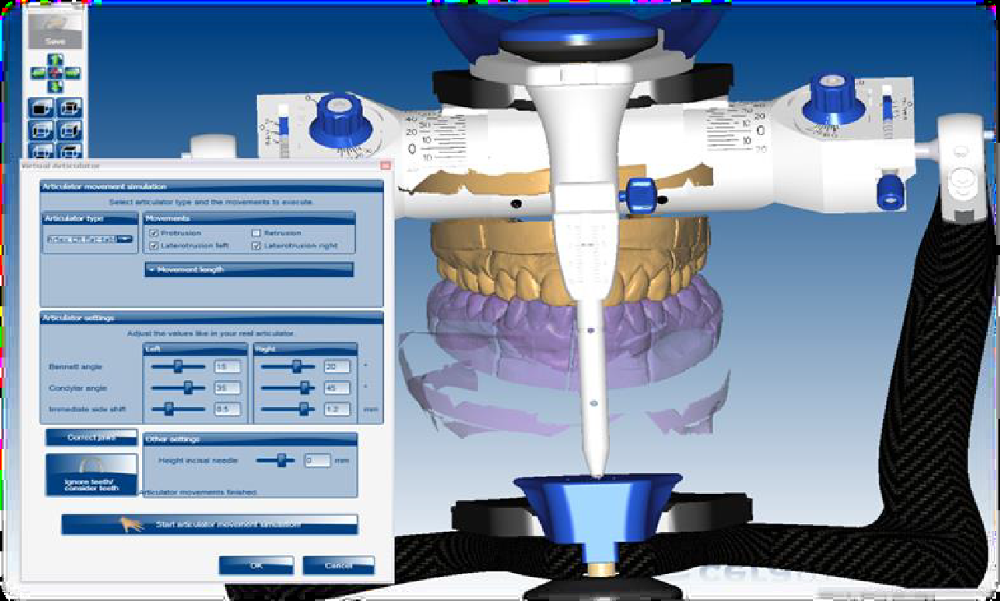 Save
Virtual Articulator
Articulator movement simulation
Select articulator type and the movements to execute.
Articulator type
Movements
Protrusion
Retrusion
Laterotrusion left
Laterotrusion right
Movement length
Articulator settings
Adjust the values like in your real articulator.
Left
Right
Bennett angle
15
20
°
Condylar angle
35
45
°
Immediate side shift
0.5
1.2
mm
Correct jaws
Other settings
Height incisal needle
0
mm
Ignore teeth/
consider teeth
Articulator movements finished.
Start articulator movement simulation!
OK
Cancel
40
20
10
0
10
20
10
0
10
20